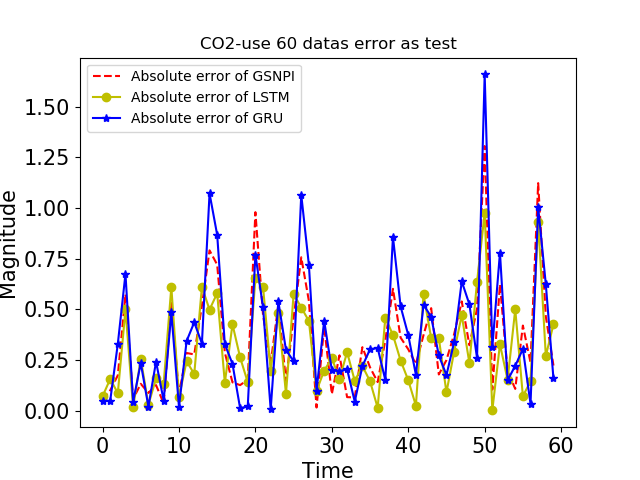 CO2-use 60 datas error as test
Absolute error of GSNPI
Absolute error of LSTM
Absolute error of GRU
Magnitude
1.50
1.25
1.00
0.75
0.50
0.25
0.00
0 10 20 30 40 50 60
Time